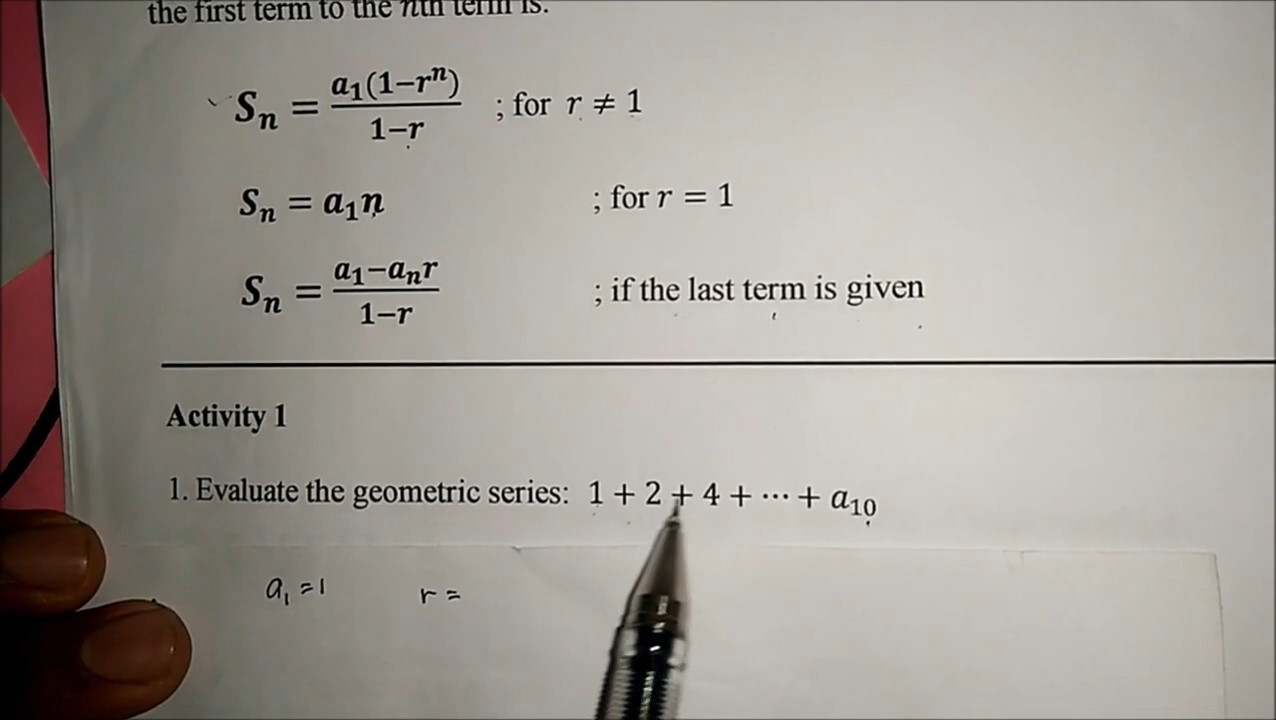 the first term to the nth term is:
Sₙ = a₁(1−rⁿ) / 1−r ; for r ≠ 1
Sₙ = a₁n ; for r = 1
Sₙ = a₁−aₙr / 1−r ; if the last term is given
Activity 1
1. Evaluate the geometric series: 1 + 2 + 4 + ⋯ + a₁₀
a₁ = 1 r =